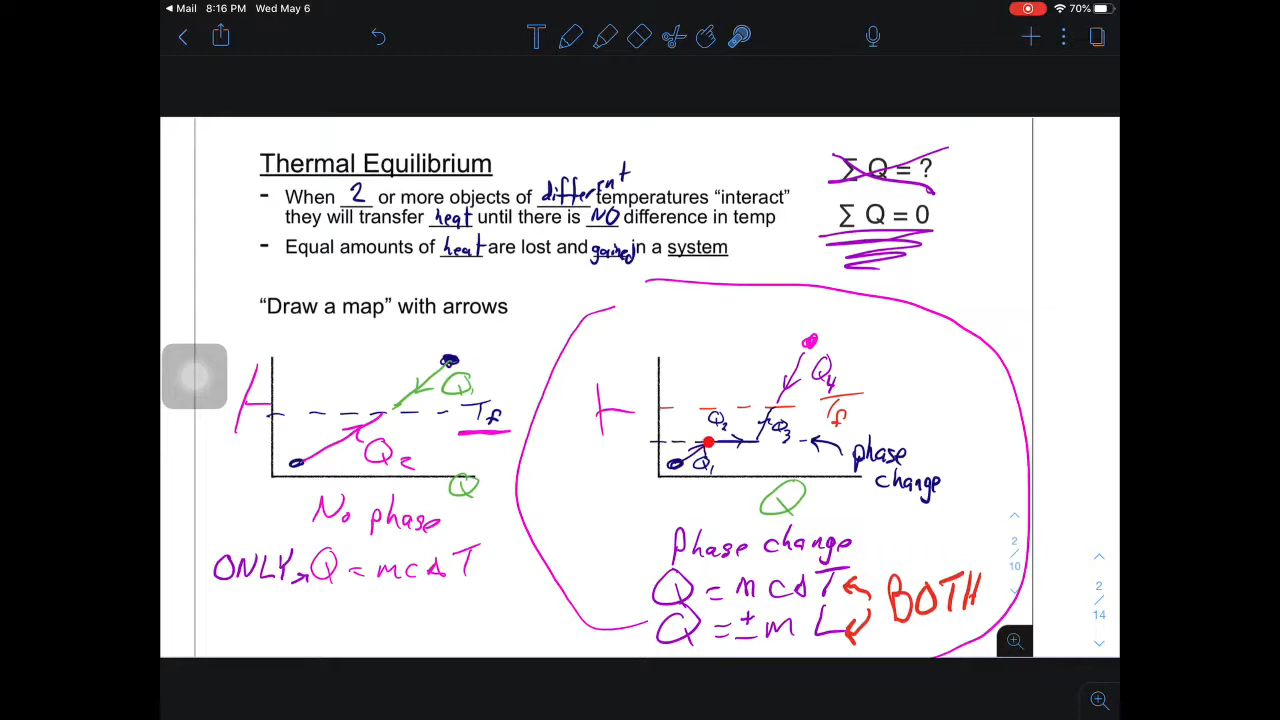 Mail 8:16 PM Wed May 6 70%
Thermal Equilibrium
- When 2 or more objects of different temperatures “interact” they will transfer heat until there is NO difference in temp
- Equal amounts of heat are lost and gained in a system
Σ Q = ?
Σ Q = 0
“Draw a map” with arrows
T
Q1
Tf
Q2
Q
No phase
ONLY → Q = mcΔT
T
Q4
Tf
Q2
Q3
Q1
phase
change
Q
Phase change
Q = mcΔT
Q = ± mL
BOTH
2
/
10
2
/
14